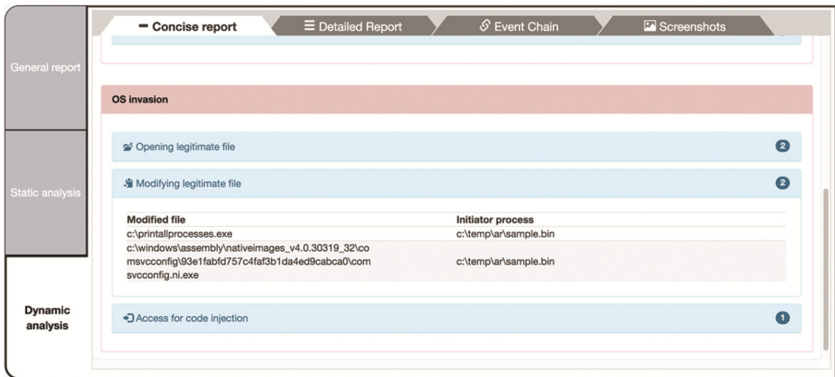 Concise report
Detailed Report
Event Chain
Screenshots
General report
OS invasion
Opening legitimate file 2
Modifying legitimate file 2
Static analysis
Modified file Initiator process
c:\printallprocesses.exe c:\temp\ar\sample.bin
c:\windows\assembly\nativeimages_v4.0.30319_32\co
msvcconfig\93e1fabfd757c4faf3b1da4ed9cabca0\com c:\temp\ar\sample.bin
svcconfig.ni.exe
Dynamic
analysis
Access for code injection 1